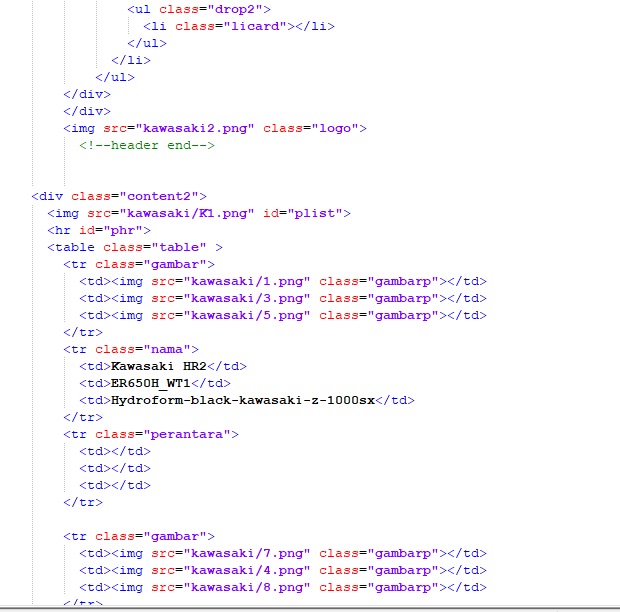 <ul class="drop2">
<li class="licard"></li>
</ul>
</li>
</ul>
</div>
</div>
<img src="kawasaki2.png" class="logo">
<!--header end-->
<div class="content2">
<img src="kawasaki/K1.png" id="plist">
<hr id="phr">
<table class="table" >
<tr class="gambar">
<td><img src="kawasaki/1.png" class="gambarp"></td>
<td><img src="kawasaki/3.png" class="gambarp"></td>
<td><img src="kawasaki/5.png" class="gambarp"></td>
</tr>
<tr class="nama">
<td>Kawasaki HR2</td>
<td>ER650H_WT1</td>
<td>Hydroform-black-kawasaki-z-1000sx</td>
</tr>
<tr class="perantara">
<td></td>
<td></td>
<td></td>
</tr>
<tr class="gambar">
<td><img src="kawasaki/7.png" class="gambarp"></td>
<td><img src="kawasaki/4.png" class="gambarp"></td>
<td><img src="kawasaki/8.png" class="gambarp"></td>
</tr>